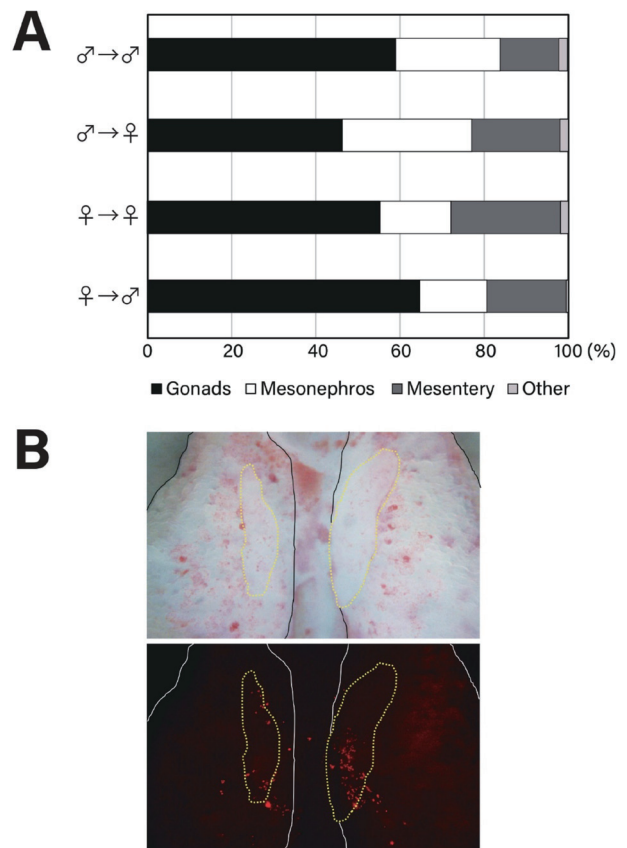 A
♂→♂
♂→♀
♀→♀
♀→♂
0 20 40 60 80 100 (%)
Gonads Mesonephros Mesentery Other
B